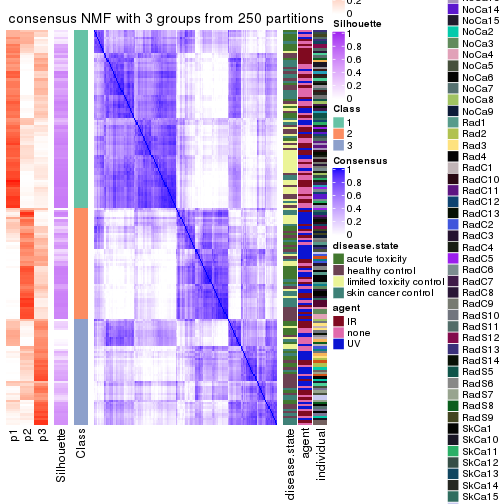 consensus NMF with 3 groups from 250 partitions
p1
p2
p3
Silhouette
Class
disease.state
agent
individual
0.2
0
Silhouette
1
0.8
0.6
0.4
0.2
0
Class
1
2
3
Consensus
1
0.8
0.6
0.4
0.2
0
disease.state
acute toxicity
healthy control
limited toxicity control
skin cancer control
agent
IR
none
UV
NoCa14
NoCa15
NoCa2
NoCa3
NoCa4
NoCa5
NoCa6
NoCa7
NoCa8
NoCa9
Rad1
Rad2
Rad3
Rad4
RadC1
RadC10
RadC11
RadC12
RadC13
RadC2
RadC3
RadC4
RadC5
RadC6
RadC7
RadC8
RadC9
RadS10
RadS11
RadS12
RadS13
RadS14
RadS5
RadS6
RadS7
RadS8
RadS9
SkCa1
SkCa10
SkCa11
SkCa12
SkCa13
SkCa14
SkCa15